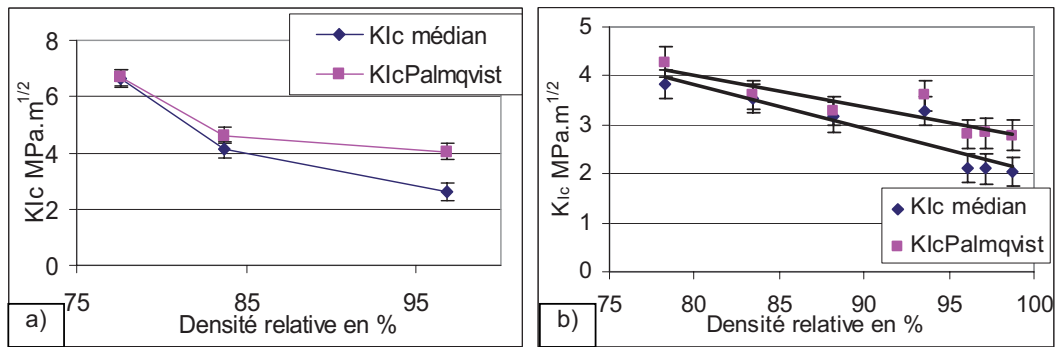 KIc médian
KIcPalmqvist
KIc MPa.m1/2
8
6
4
2
0
75
85
95
Densité relative en %
a)
KIc MPa.m1/2
5
4
3
2
1
0
KIc médian
KIcPalmqvist
75
80
85
90
95
100
Densité relative en %
b)